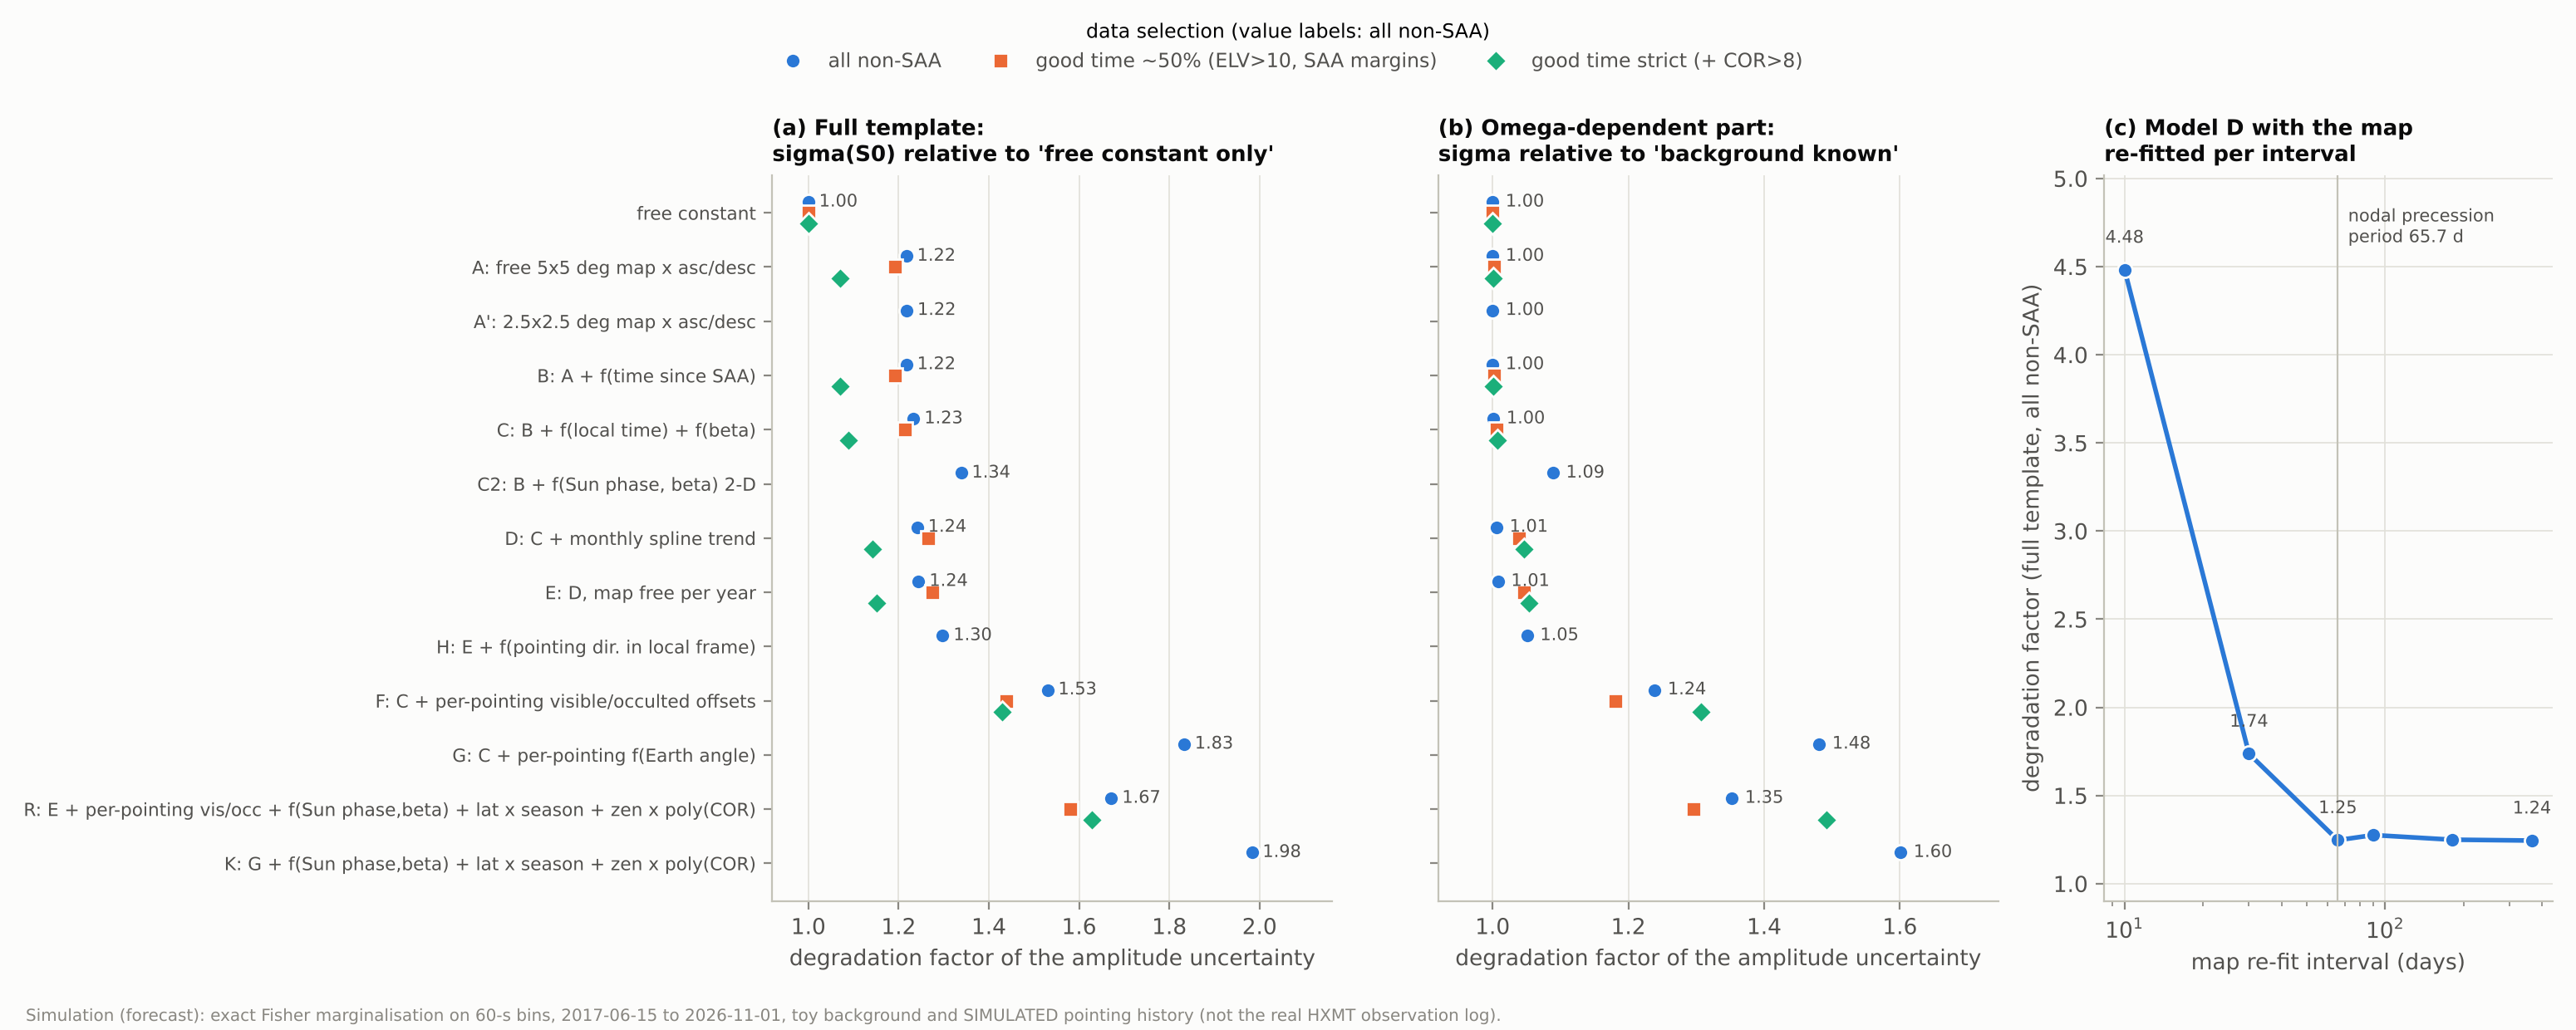 data selection (value labels: all non-SAA)
all non-SAA
good time ~50% (ELV>10, SAA margins)
good time strict (+ COR>8)
(a) Full template:
sigma(S0) relative to 'free constant only'
free constant
A: free 5x5 deg map x asc/desc
A': 2.5x2.5 deg map x asc/desc
B: A + f(time since SAA)
C: B + f(local time) + f(beta)
C2: B + f(Sun phase, beta) 2-D
D: C + monthly spline trend
E: D, map free per year
H: E + f(pointing dir. in local frame)
F: C + per-pointing visible/occulted offsets
G: C + per-pointing f(Earth angle)
R: E + per-pointing vis/occ + f(Sun phase,beta) + lat x season + zen x poly(COR)
K: G + f(Sun phase,beta) + lat x season + zen x poly(COR)
1.00
1.22
1.22
1.22
1.23
1.34
1.24
1.24
1.30
1.53
1.83
1.67
1.98
1.0 1.2 1.4 1.6 1.8 2.0
degradation factor of the amplitude uncertainty
(b) Omega-dependent part:
sigma relative to 'background known'
1.00
1.00
1.00
1.00
1.00
1.09
1.01
1.01
1.05
1.24
1.48
1.35
1.60
1.0 1.2 1.4 1.6
degradation factor of the amplitude uncertainty
(c) Model D with the map
re-fitted per interval
degradation factor (full template, all non-SAA)
5.0
4.5
4.0
3.5
3.0
2.5
2.0
1.5
1.0
nodal precession
period 65.7 d
4.48
1.74
1.25
1.24
10¹ 10²
map re-fit interval (days)
Simulation (forecast): exact Fisher marginalisation on 60-s bins, 2017-06-15 to 2026-11-01, toy background and SIMULATED pointing history (not the real HXMT observation log).